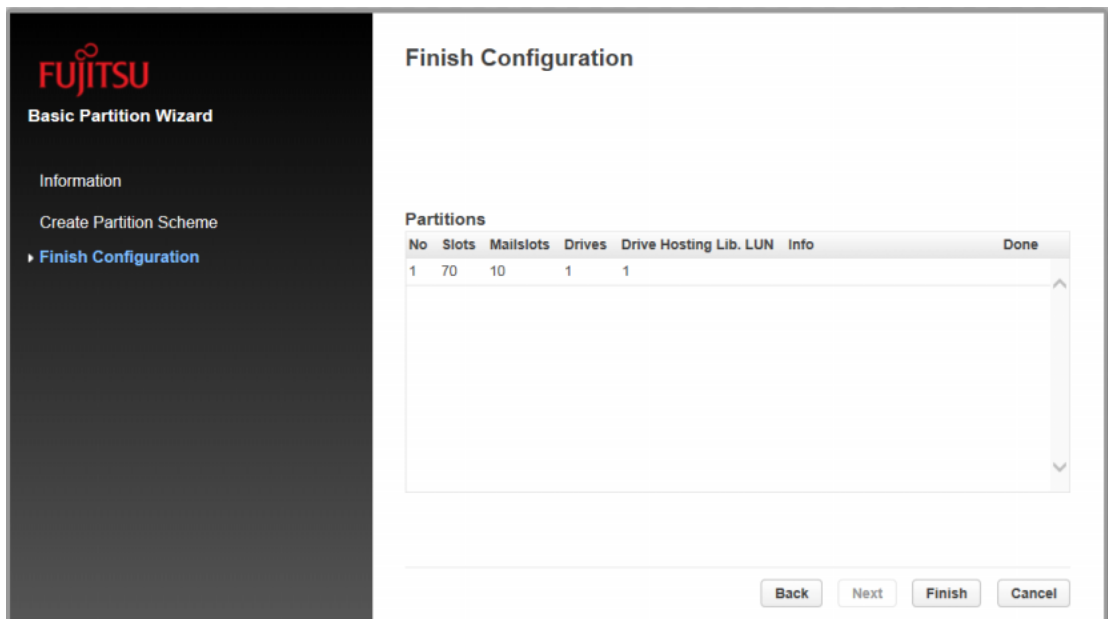 FUJITSU
Basic Partition Wizard
Information
Create Partition Scheme
Finish Configuration
Finish Configuration
Partitions
No Slots Mailslots Drives Drive Hosting Lib. LUN Info Done
1 70 10 1 1
Back Next Finish Cancel